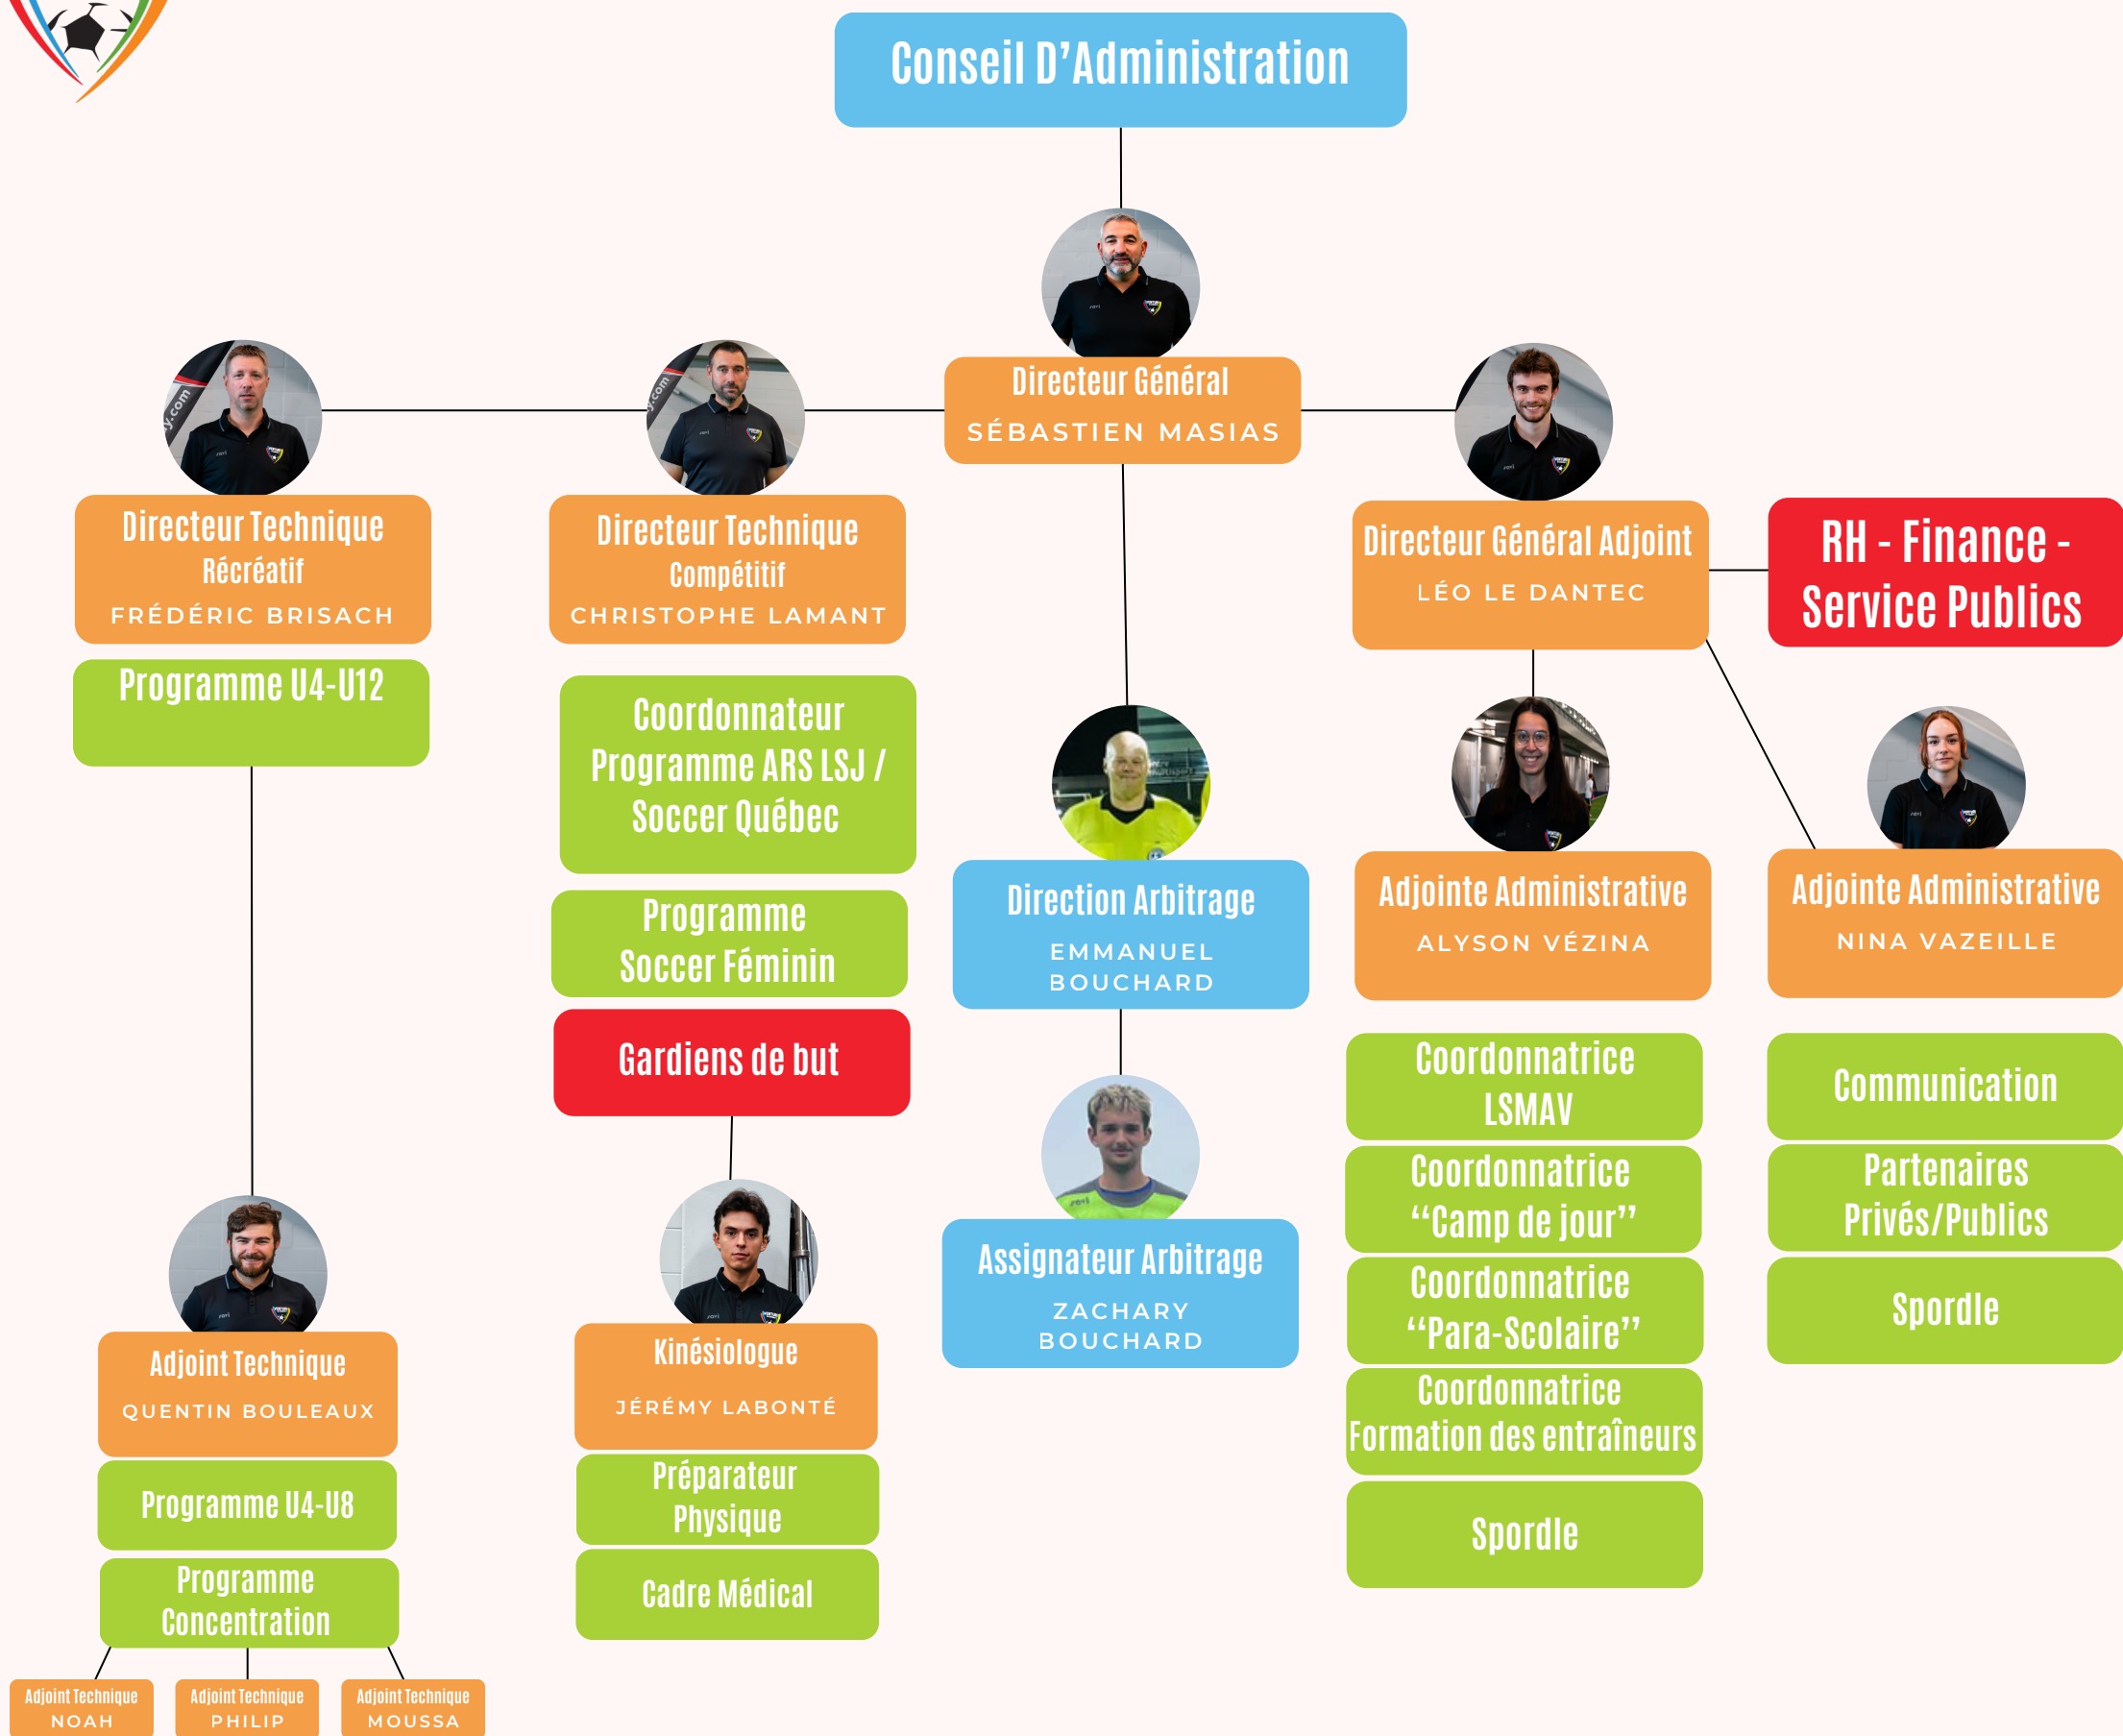 Conseil D’Administration
Directeur Général
SÉBASTIEN MASIAS
Directeur Technique
Récréatif
FRÉDÉRIC BRISACH
Programme U4-U12
Directeur Technique
Compétitif
CHRISTOPHE LAMANT
Coordonnateur
Programme ARS LSJ /
Soccer Québec
Programme
Soccer Féminin
Gardiens de but
Directeur Général Adjoint
LÉO LE DANTEC
RH - Finance -
Service Publics
Direction Arbitrage
EMMANUEL
BOUCHARD
Assignateur Arbitrage
ZACHARY
BOUCHARD
Adjointe Administrative
ALYSON VÉZINA
Coordonnatrice
LSMAV
Coordonnatrice
‘‘Camp de jour’’
Coordonnatrice
‘‘Para-Scolaire’’
Coordonnatrice
Formation des entraîneurs
Spordle
Adjointe Administrative
NINA VAZEILLE
Communication
Partenaires
Privés/Publics
Spordle
Adjoint Technique
QUENTIN BOULEAUX
Programme U4-U8
Programme
Concentration
Adjoint Technique
NOAH
Adjoint Technique
PHILIP
Adjoint Technique
MOUSSA
Kinésiologue
JÉRÉMY LABONTÉ
Préparateur
Physique
Cadre Médical